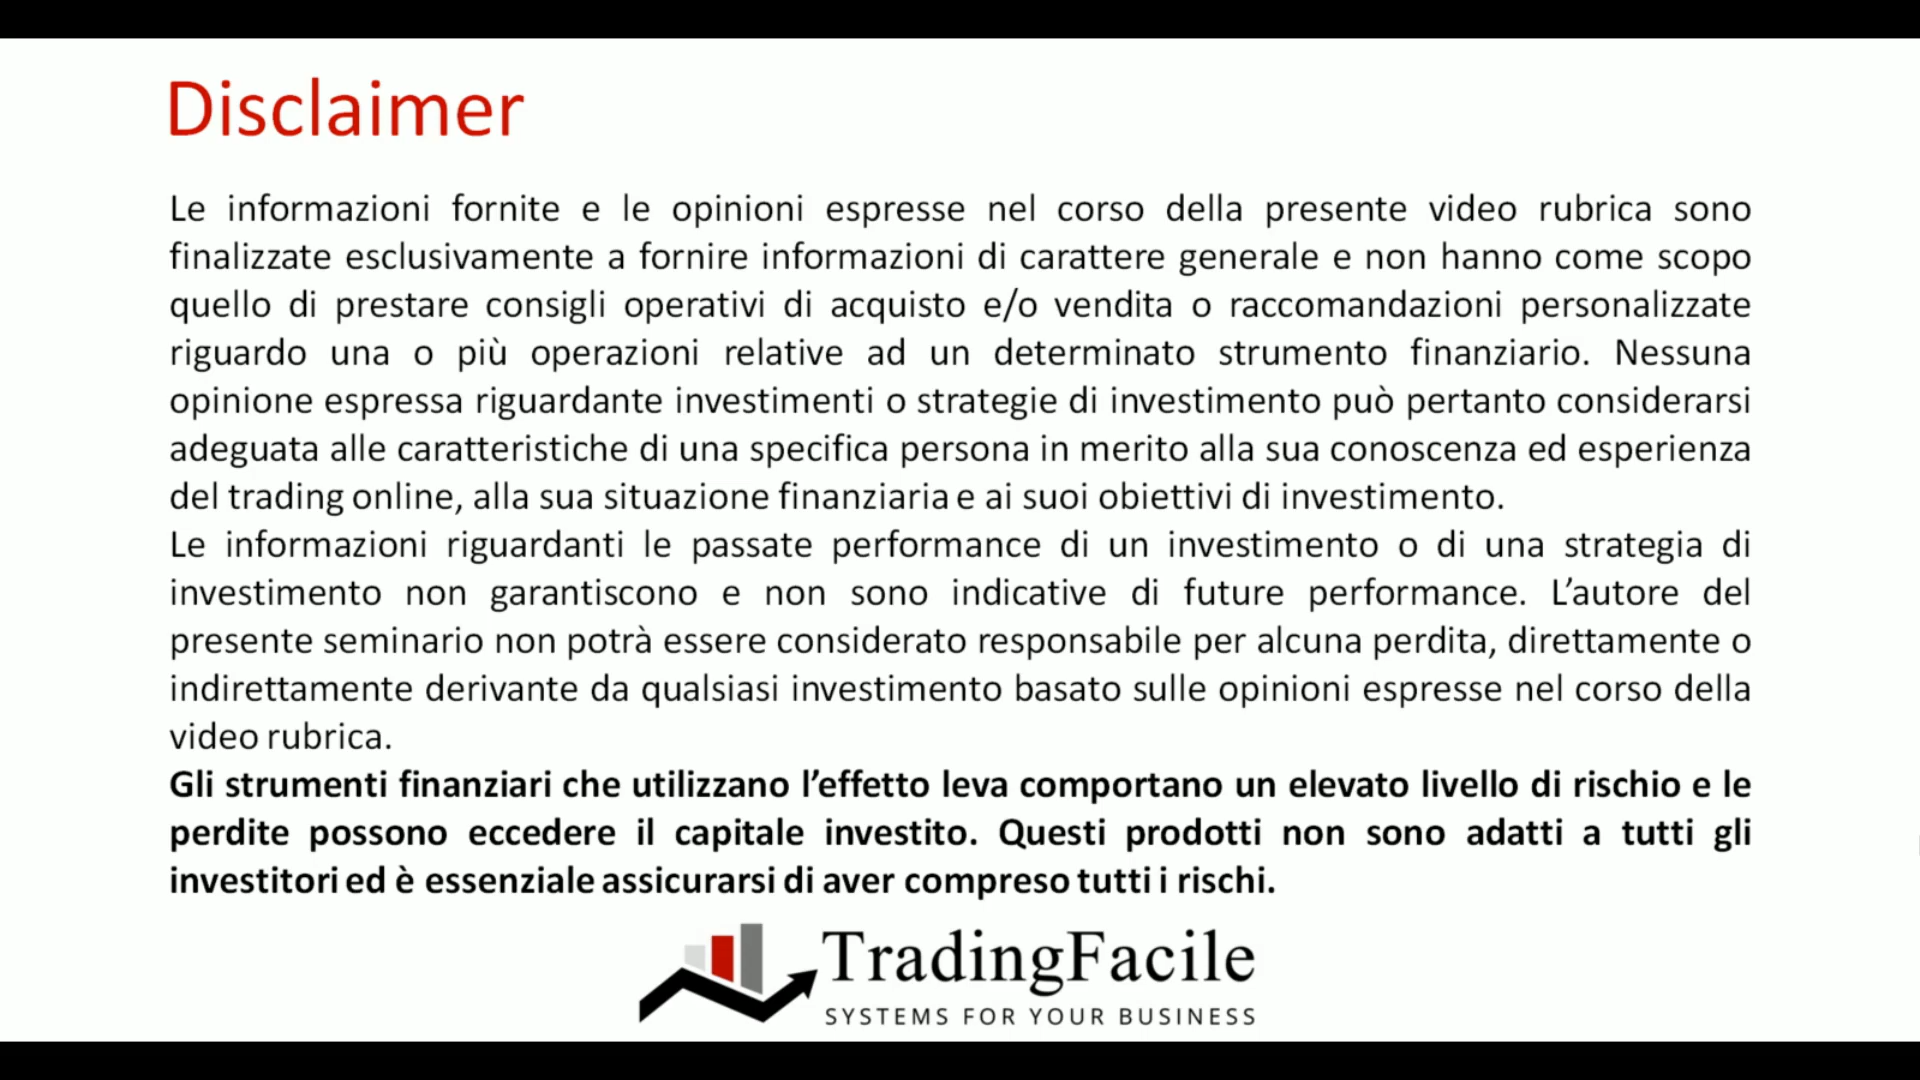 Disclaimer
Le informazioni fornite e le opinioni espresse nel corso della presente video rubrica sono
finalizzate esclusivamente a fornire informazioni di carattere generale e non hanno come scopo
quello di prestare consigli operativi di acquisto e/o vendita o raccomandazioni personalizzate
riguardo una o più operazioni relative ad un determinato strumento finanziario. Nessuna
opinione espressa riguardante investimenti o strategie di investimento può pertanto considerarsi
adeguata alle caratteristiche di una specifica persona in merito alla sua conoscenza ed esperienza
del trading online, alla sua situazione finanziaria e ai suoi obiettivi di investimento.
Le informazioni riguardanti le passate performance di un investimento o di una strategia di
investimento non garantiscono e non sono indicative di future performance. L’autore del
presente seminario non potrà essere considerato responsabile per alcuna perdita, direttamente o
indirettamente derivante da qualsiasi investimento basato sulle opinioni espresse nel corso della
video rubrica.
Gli strumenti finanziari che utilizzano l’effetto leva comportano un elevato livello di rischio e le
perdite possono eccedere il capitale investito. Questi prodotti non sono adatti a tutti gli
investitori ed è essenziale assicurarsi di aver compreso tutti i rischi.
TradingFacile
SYSTEMS FOR YOUR BUSINESS